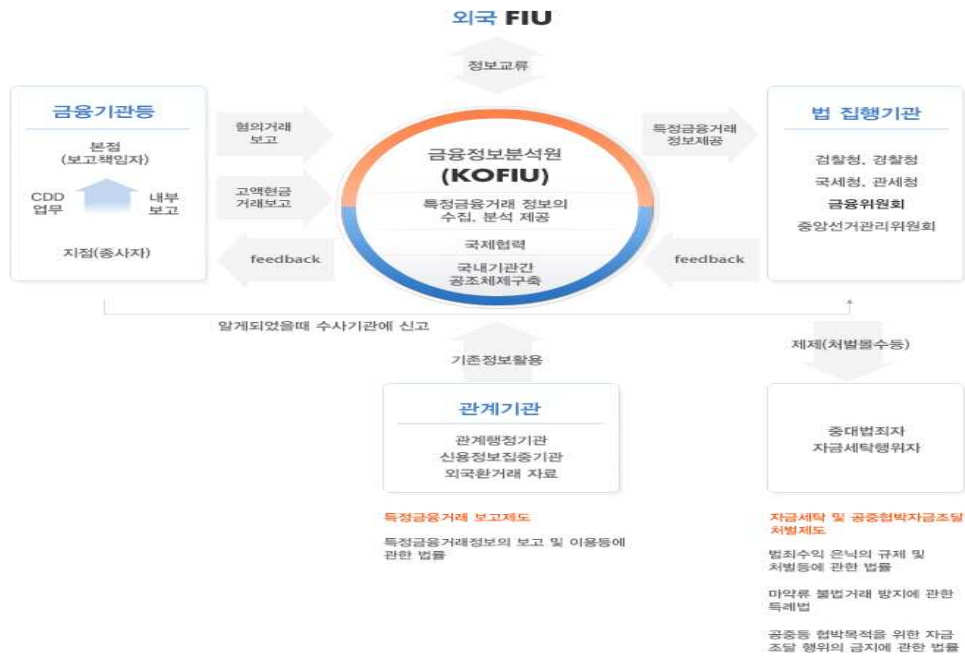 외국 FIU
정보교류
금융기관등
본점
(보고책임자)
CDD
업무
내부
보고
지점(종사자)
혐의거래
보고
고액현금
거래보고
feedback
금융정보분석원
(KOFIU)
특정금융거래 정보의
수집, 분석 제공
국제협력
국내기관간
공조체제구축
특정금융거래
정보제공
feedback
법 집행기관
검찰청, 경찰청
국세청, 관세청
금융위원회
중앙선거관리위원회
알게되었을때 수사기관에 신고
기존정보활용
제제(처벌몰수등)
관계기관
관계행정기관
신용정보집중기관
외국환거래 자료
중대범죄자
자금세탁행위자
특정금융거래 보고제도
특정금융거래정보의 보고 및 이용등에
관한 법률
자금세탁 및 공중협박자금조달
처벌제도
범죄수익 은닉의 규제 및
처벌등에 관한 법률
마약류 불법거래 방지에 관한
특례법
공중등 협박목적을 위한 자금
조달 행위의 금지에 관한 법률